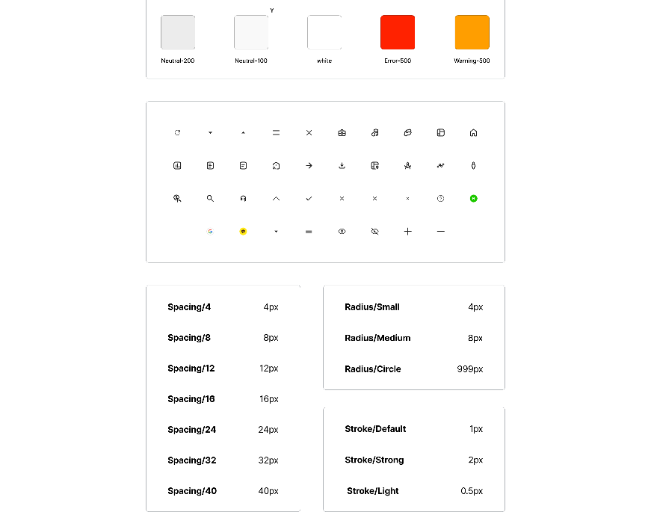 Y
Neutral-200 Neutral-100 white Error-500 Warning-500
G
Spacing/4 4px
Spacing/8 8px
Spacing/12 12px
Spacing/16 16px
Spacing/24 24px
Spacing/32 32px
Spacing/40 40px
Radius/Small 4px
Radius/Medium 8px
Radius/Circle 999px
Stroke/Default 1px
Stroke/Strong 2px
Stroke/Light 0.5px